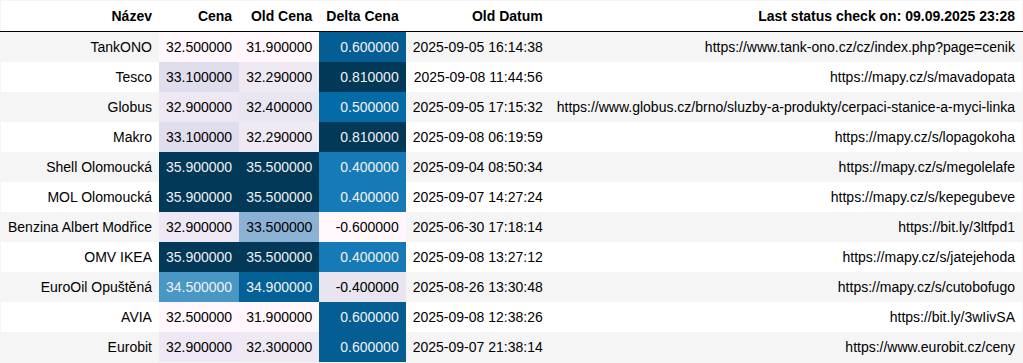 Název Cena Old Cena Delta Cena Old Datum Last status check on: 09.09.2025 23:28
TankONO 32.500000 31.900000 0.600000 2025-09-05 16:14:38 https://www.tank-ono.cz/cz/index.php?page=cenik
Tesco 33.100000 32.290000 0.810000 2025-09-08 11:44:56 https://mapy.cz/s/mavadopata
Globus 32.900000 32.400000 0.500000 2025-09-05 17:15:32 https://www.globus.cz/brno/sluzby-a-produkty/cerpaci-stanice-a-myci-linka
Makro 33.100000 32.290000 0.810000 2025-09-08 06:19:59 https://mapy.cz/s/lopagokoha
Shell Olomoucká 35.900000 35.500000 0.400000 2025-09-04 08:50:34 https://mapy.cz/s/megolelafe
MOL Olomoucká 35.900000 35.500000 0.400000 2025-09-07 14:27:24 https://mapy.cz/s/kepegubeve
Benzina Albert Modřice 32.900000 33.500000 -0.600000 2025-06-30 17:18:14 https://bit.ly/3ltfpd1
OMV IKEA 35.900000 35.500000 0.400000 2025-09-08 13:27:12 https://mapy.cz/s/jatejehoda
EuroOil Opuštěná 34.500000 34.900000 -0.400000 2025-08-26 13:30:48 https://mapy.cz/s/cutobofugo
AVIA 32.500000 31.900000 0.600000 2025-09-08 12:38:26 https://bit.ly/3wIivSA
Eurobit 32.900000 32.300000 0.600000 2025-09-07 21:38:14 https://www.eurobit.cz/ceny